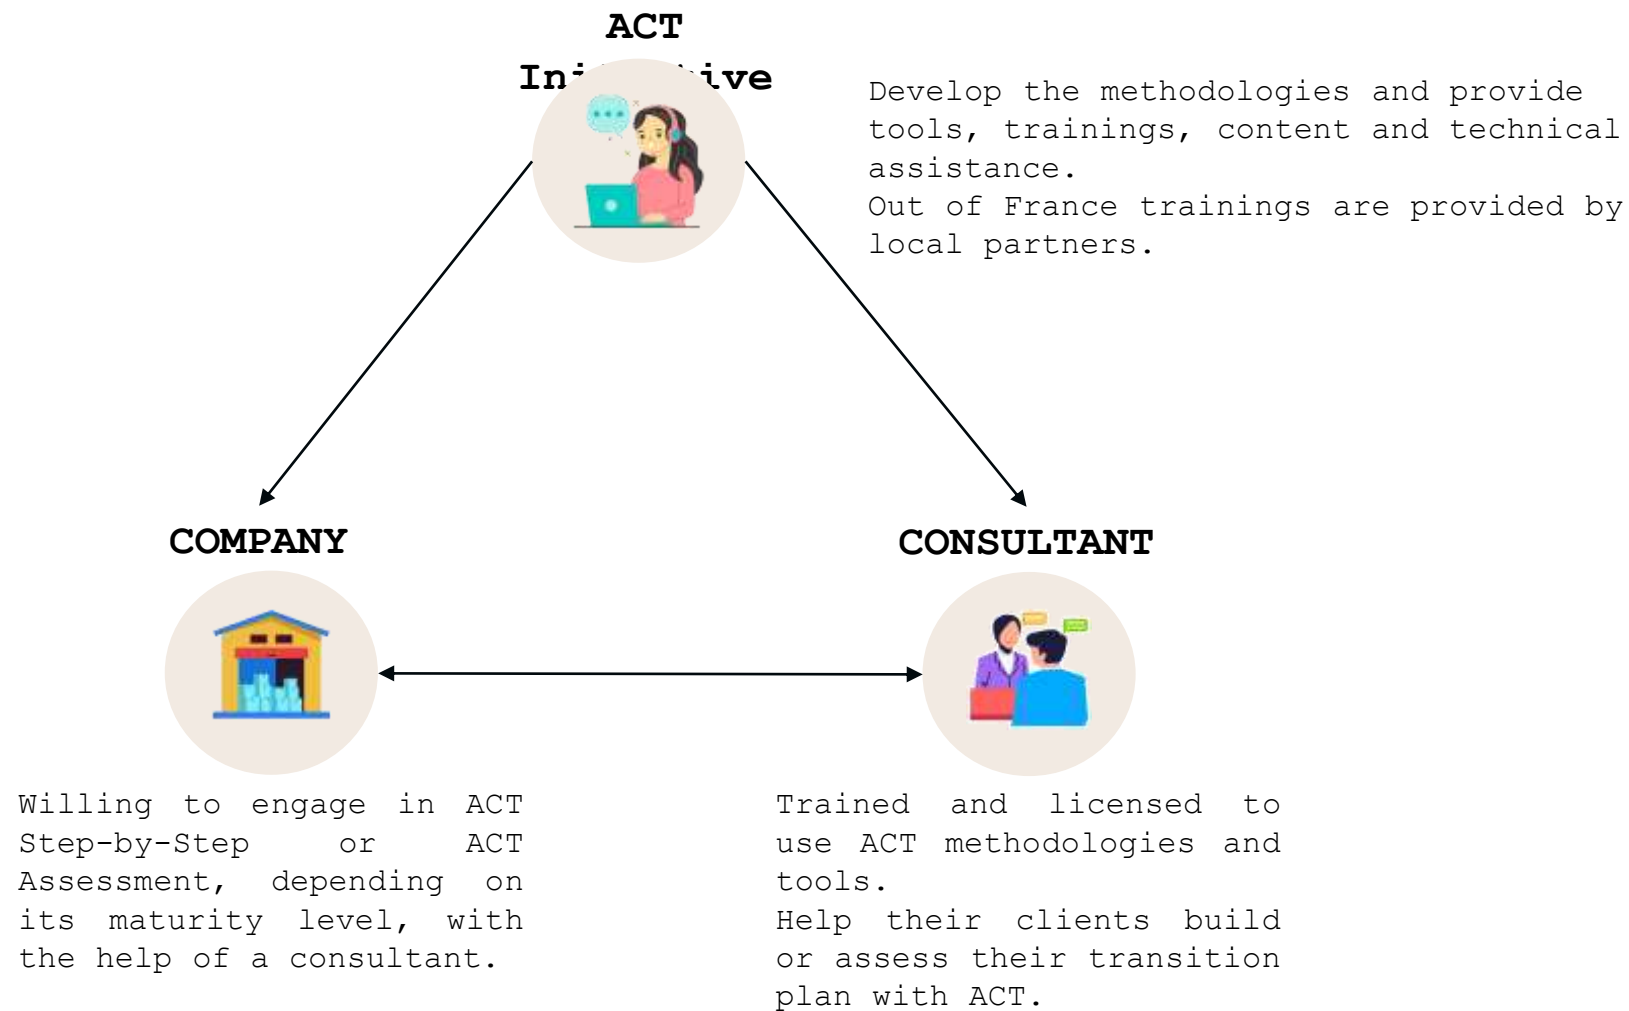 ACT
Initiative
Develop the methodologies and provide
tools, trainings, content and technical
assistance.
Out of France trainings are provided by
local partners.
COMPANY
CONSULTANT
Willing to engage in ACT
Step-by-Step or ACT
Assessment, depending on
its maturity level, with
the help of a consultant.
Trained and licensed to
use ACT methodologies and
tools.
Help their clients build
or assess their transition
plan with ACT.